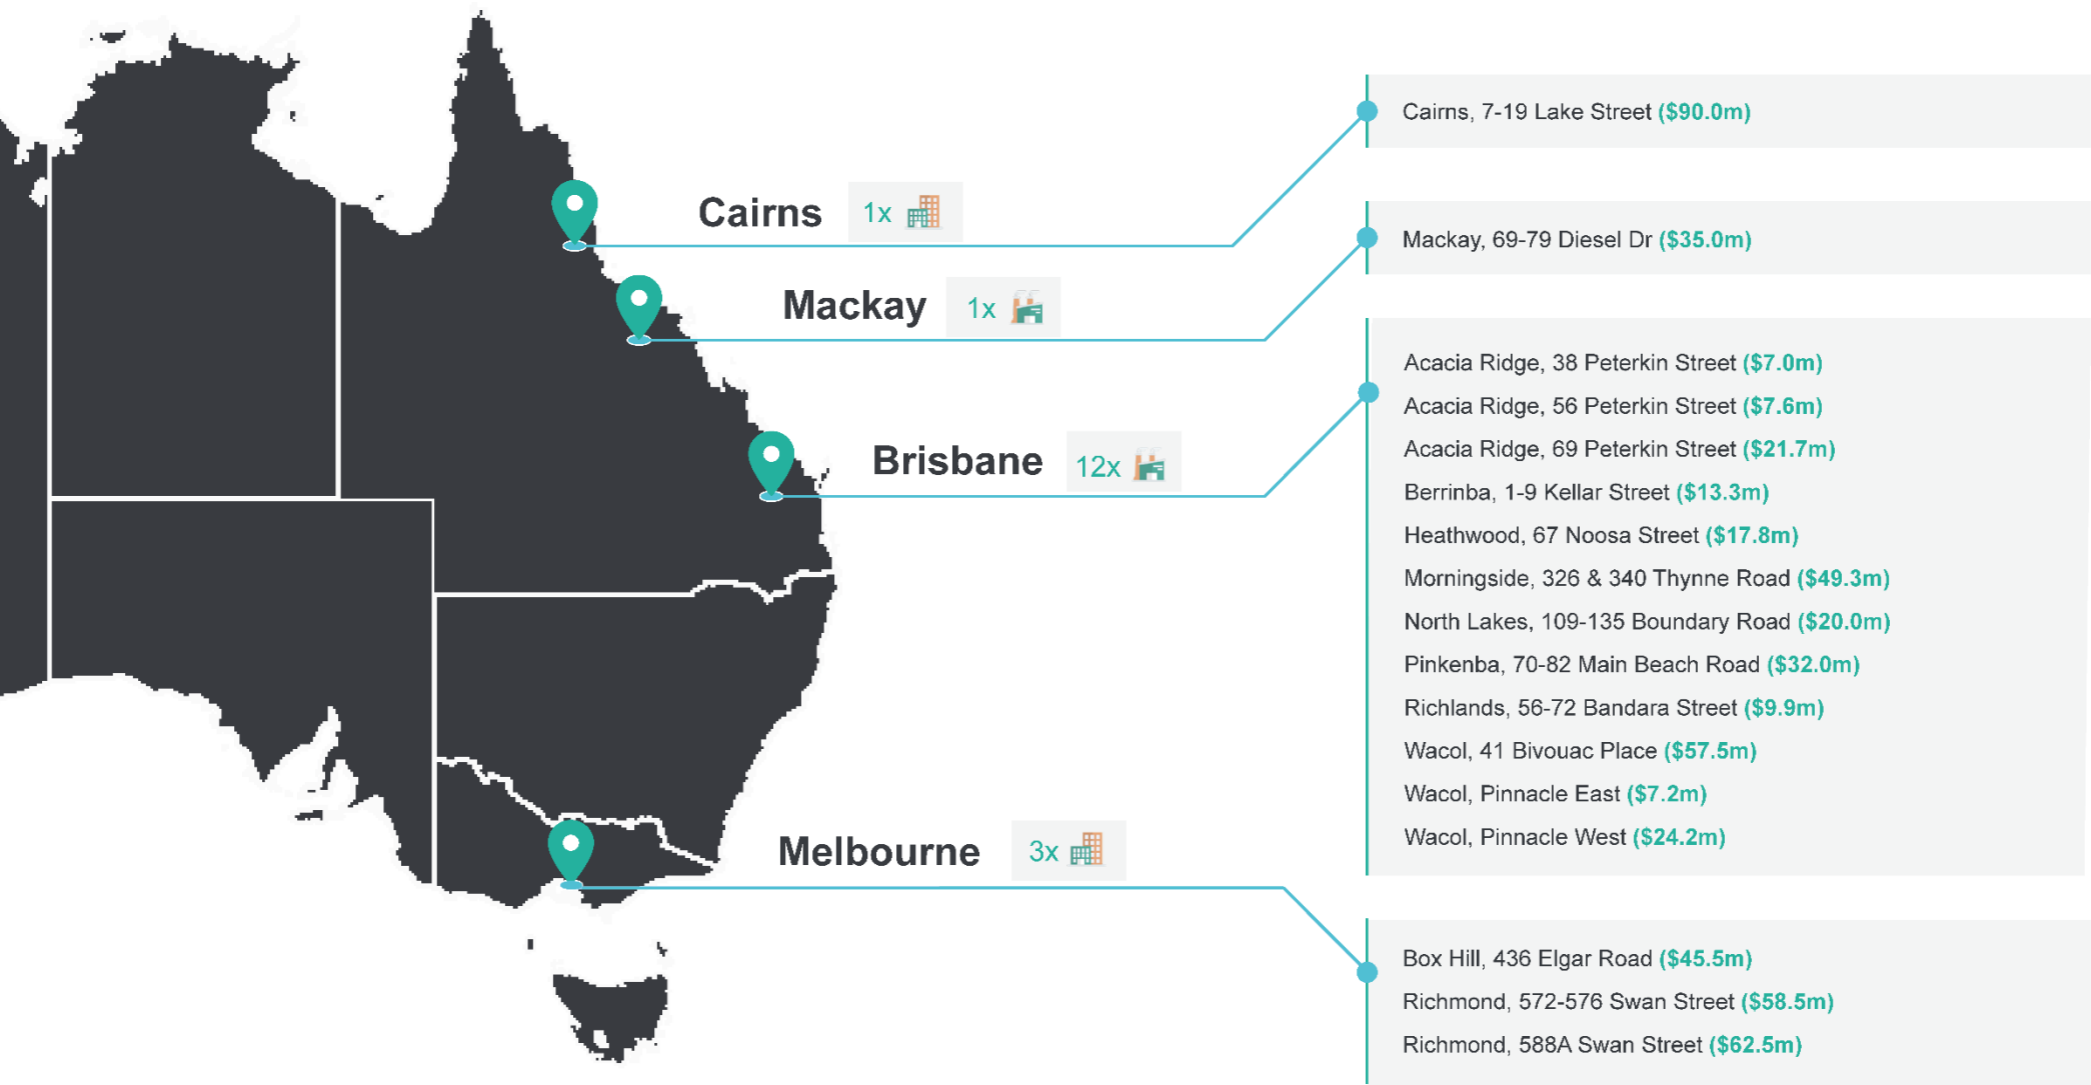 Cairns 1x
Cairns, 7-19 Lake Street ($90.0m)
Mackay 1x
Mackay, 69-79 Diesel Dr ($35.0m)
Brisbane 12x
Acacia Ridge, 38 Peterkin Street ($7.0m)
Acacia Ridge, 56 Peterkin Street ($7.6m)
Acacia Ridge, 69 Peterkin Street ($21.7m)
Berrinba, 1-9 Kellar Street ($13.3m)
Heathwood, 67 Noosa Street ($17.8m)
Morningside, 326 & 340 Thynne Road ($49.3m)
North Lakes, 109-135 Boundary Road ($20.0m)
Pinkenba, 70-82 Main Beach Road ($32.0m)
Richlands, 56-72 Bandara Street ($9.9m)
Wacol, 41 Bivouac Place ($57.5m)
Wacol, Pinnacle East ($7.2m)
Wacol, Pinnacle West ($24.2m)
Melbourne 3x
Box Hill, 436 Elgar Road ($45.5m)
Richmond, 572-576 Swan Street ($58.5m)
Richmond, 588A Swan Street ($62.5m)